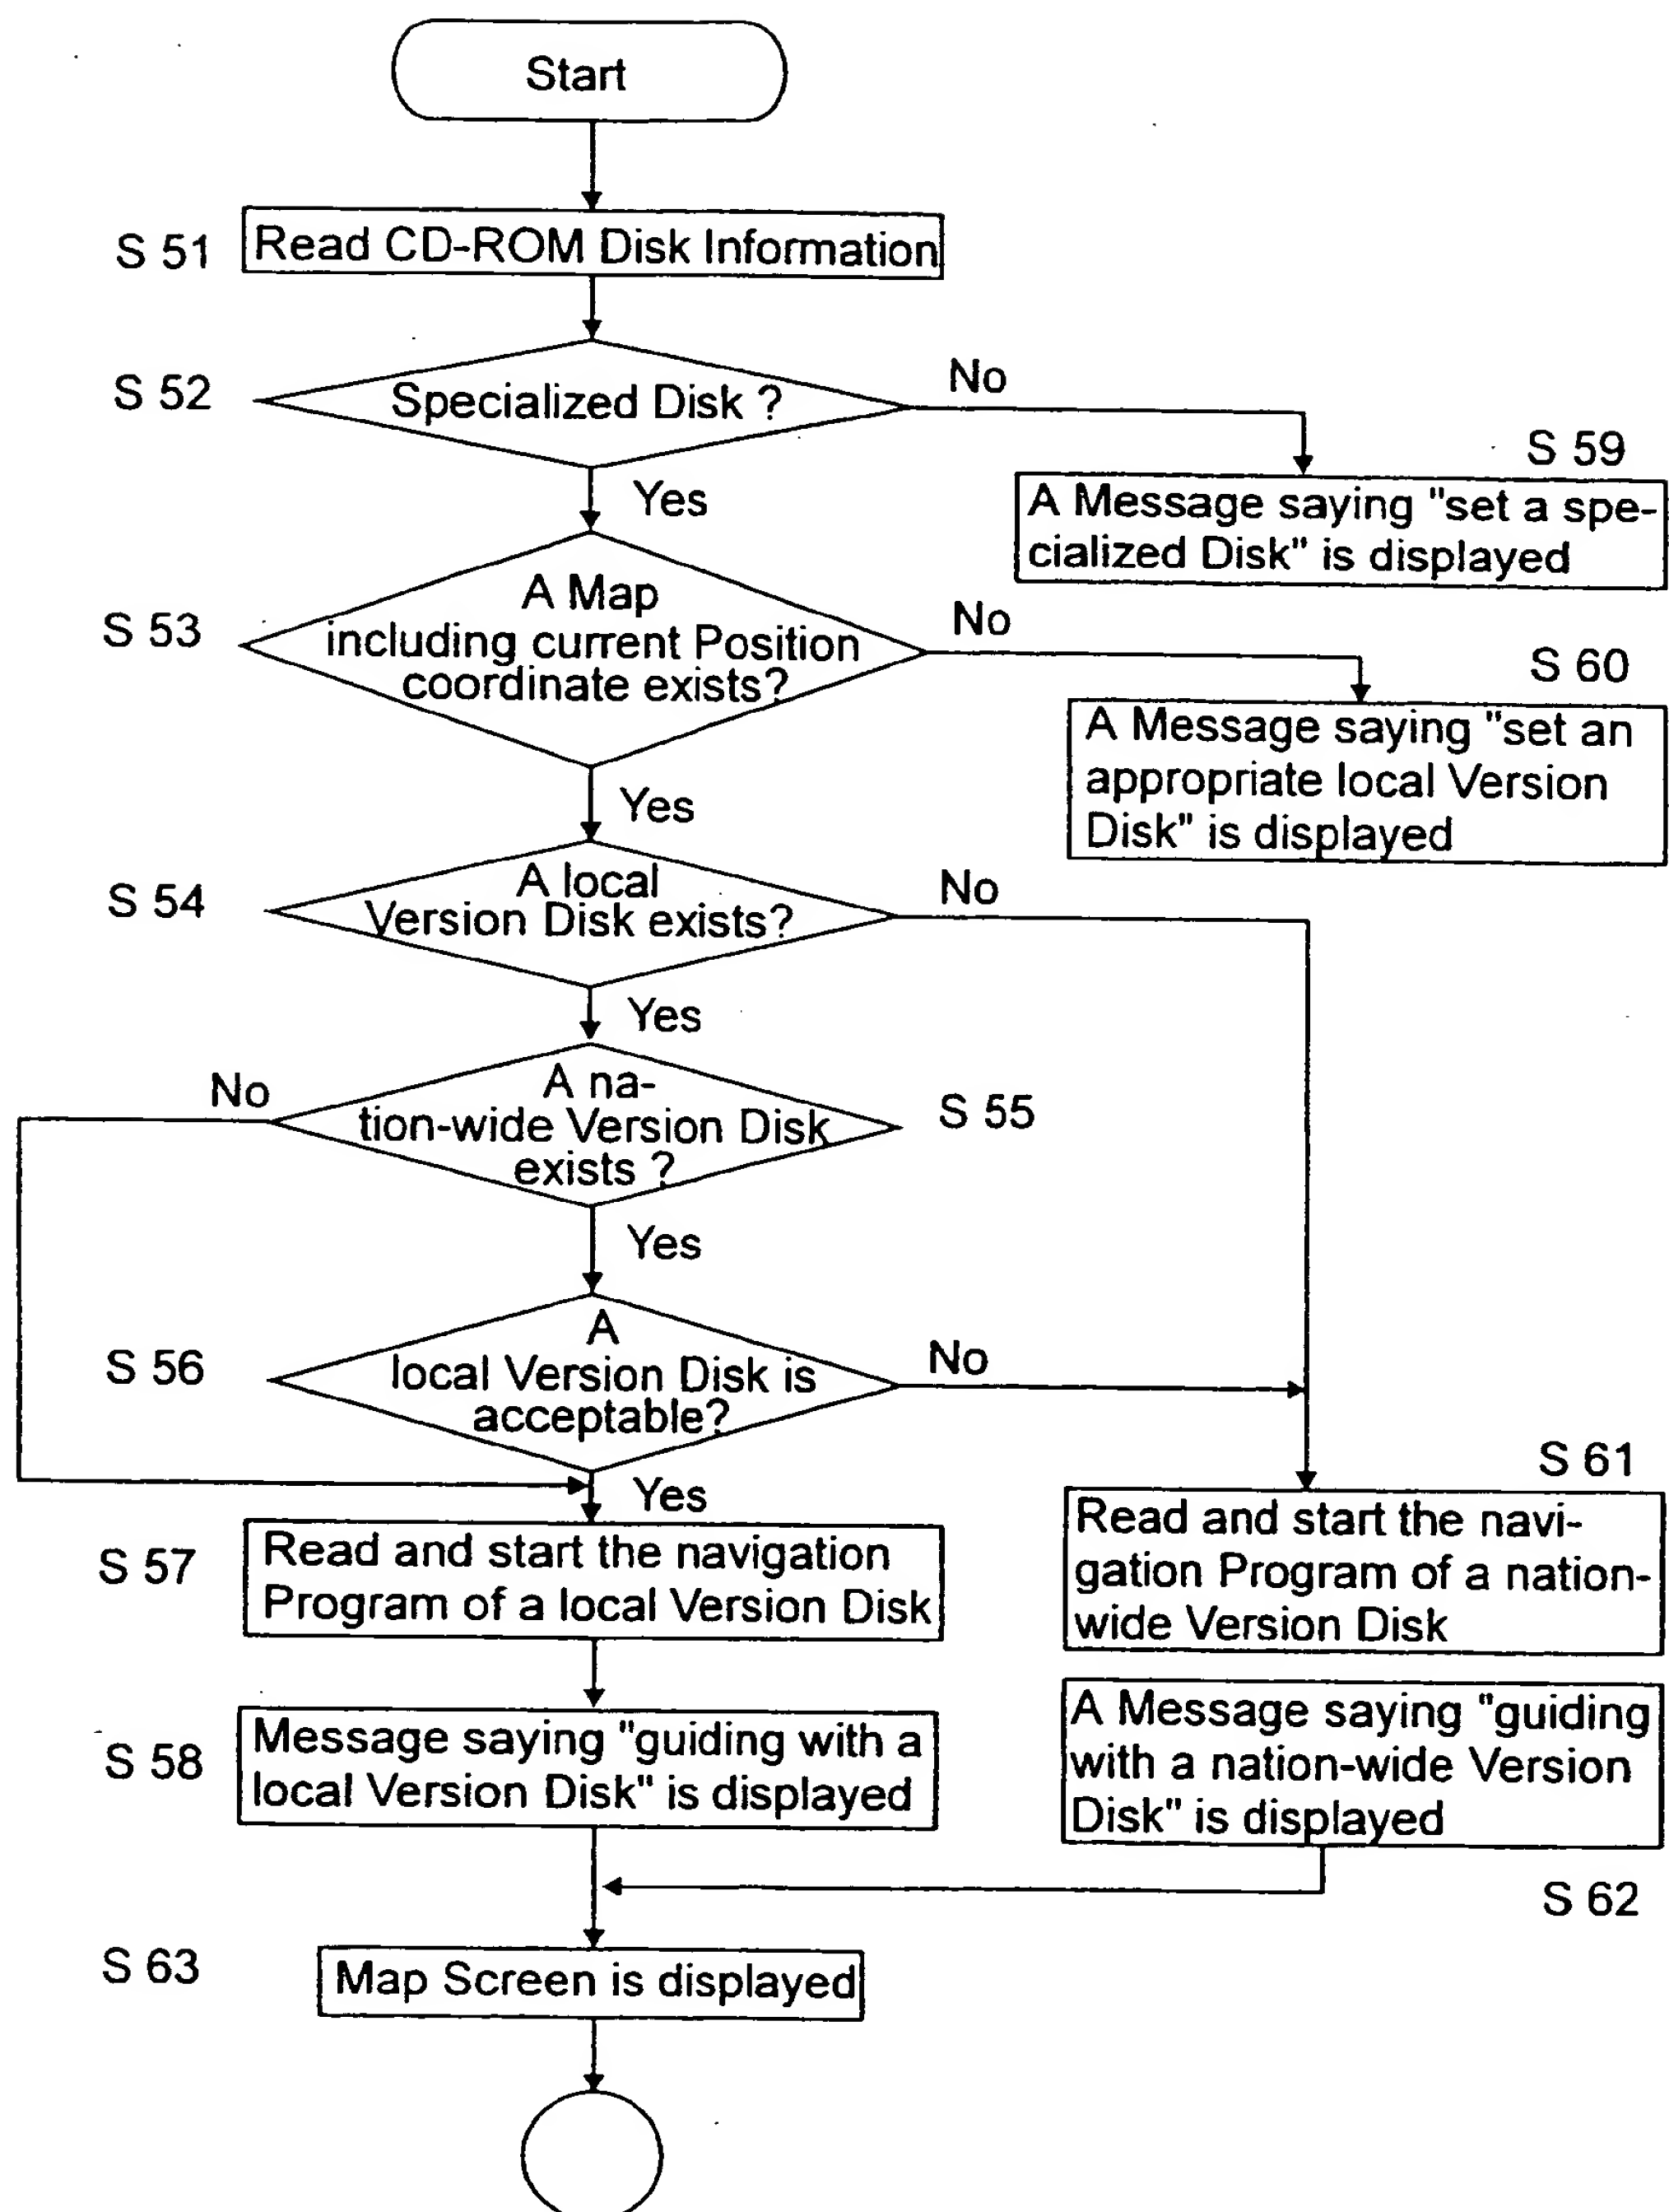 Start
S 51
Read CD-ROM Disk Information
S 52
Specialized Disk ?
No
Yes
S 59
A Message saying "set a spe-
cialized Disk" is displayed
S 53
A Map
including current Position
coordinate exists?
No
Yes
S 60
A Message saying "set an
appropriate local Version
Disk" is displayed
S 54
A local
Version Disk exists?
No
Yes
No
A na-
tion-wide Version Disk
exists ?
S 55
Yes
S 56
A
local Version Disk is
acceptable?
No
Yes
S 57
Read and start the navigation
Program of a local Version Disk
S 61
Read and start the navi-
gation Program of a nation-
wide Version Disk
S 58
Message saying "guiding with a
local Version Disk" is displayed
A Message saying "guiding
with a nation-wide Version
Disk" is displayed
S 62
S 63
Map Screen is displayed